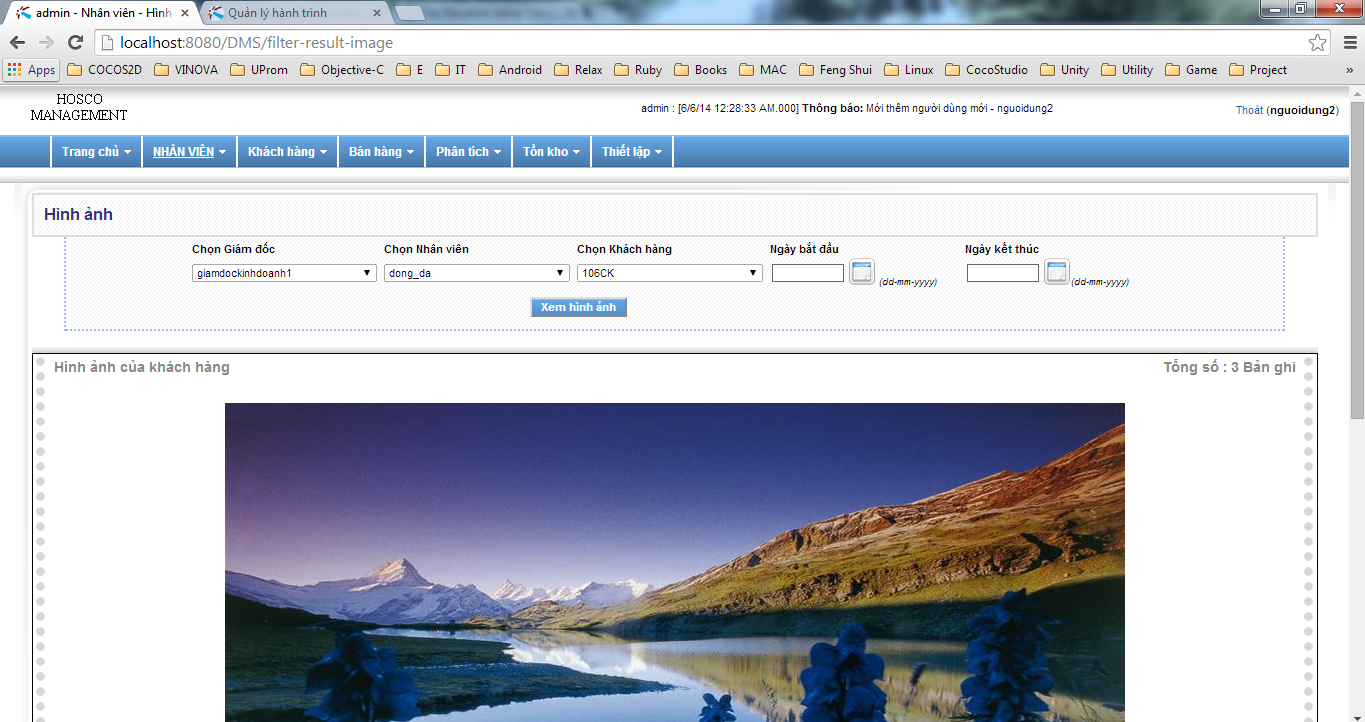 admin - Nhân viên - Hình
Quản lý hành trình
localhost:8080/DMS/filter-result-image
Apps COCOS2D VINOVA UProm Objective-C E IT Android Relax Ruby Books MAC Feng Shui Linux CocoStudio Unity Utility Game Project »
HOSCO
MANAGEMENT
admin : [6/6/14 12:28:33 AM.000] Thông báo: Mới thêm người dùng mới - nguoidung2
Thoát (nguoidung2)
Trang chủ NHÂN VIÊN Khách hàng Bán hàng Phân tích Tồn kho Thiết lập
Hình ảnh
Chọn Giám đốc Chọn Nhân viên Chọn Khách hàng Ngày bắt đầu Ngày kết thúc
giamdockinhdoanh1 dong_da 106CK (dd-mm-yyyy) (dd-mm-yyyy)
Xem hình ảnh
Hình ảnh của khách hàng
Tổng số : 3 Bản ghi